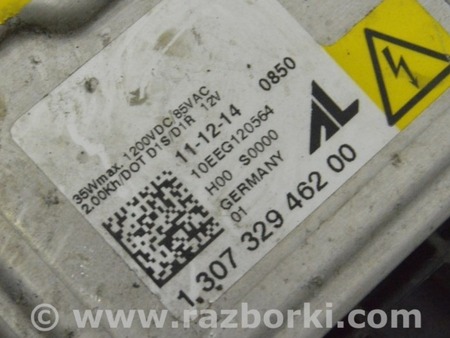 35Wmax. 1200VDC/85VAC
2.00Kh/DOT D1S/D1R 12V
11-12-14 0850
10EEG120564
H00 S0000
GERMANY
01
AL
1.307 329 462 00
© www.razborki.com